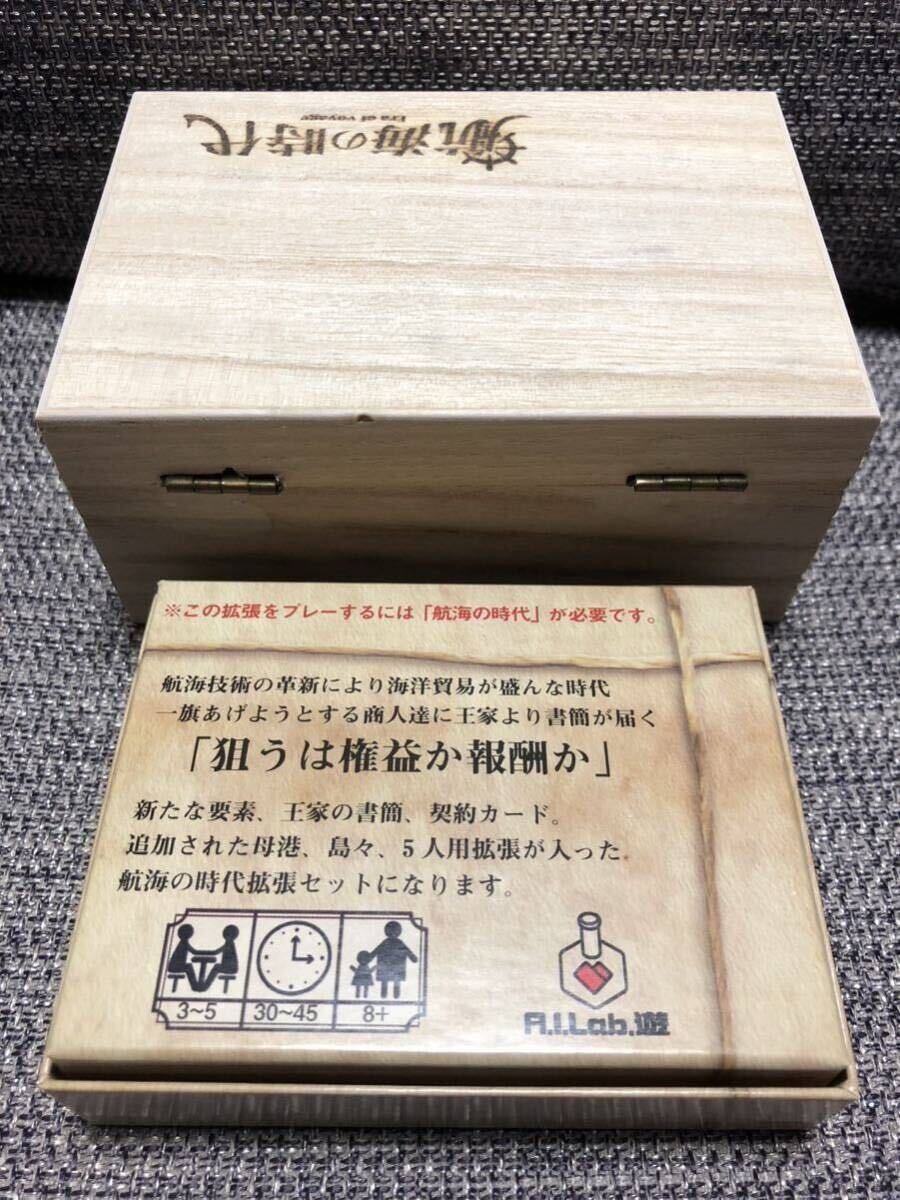 航海の時代
Era of voyage
※この拡張をプレーするには「航海の時代」が必要です。
航海技術の革新により海洋貿易が盛んな時代
一旗あげようとする商人達に王家より書簡が届く
「狙うは権益か報酬か」
新たな要素、王家の書簡、契約カード。
追加された母港、島々、5人用拡張が入った
航海の時代拡張セットになります。
3~5 30~45 8+
A.I.Lab.遊